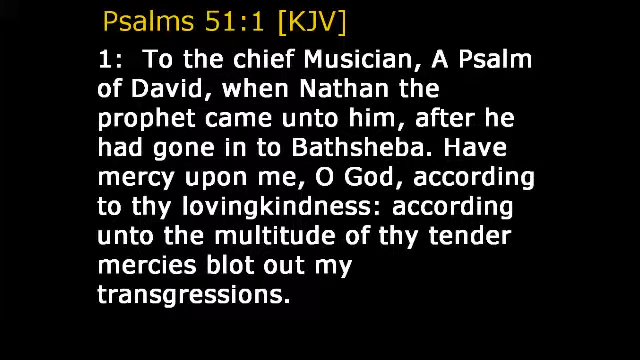 Psalms 51:1 [KJV]
1:  To the chief Musician, A Psalm
of David, when Nathan the
prophet came unto him, after he
had gone in to Bathsheba. Have
mercy upon me, O God, according
to thy lovingkindness: according
unto the multitude of thy tender
mercies blot out my
transgressions.